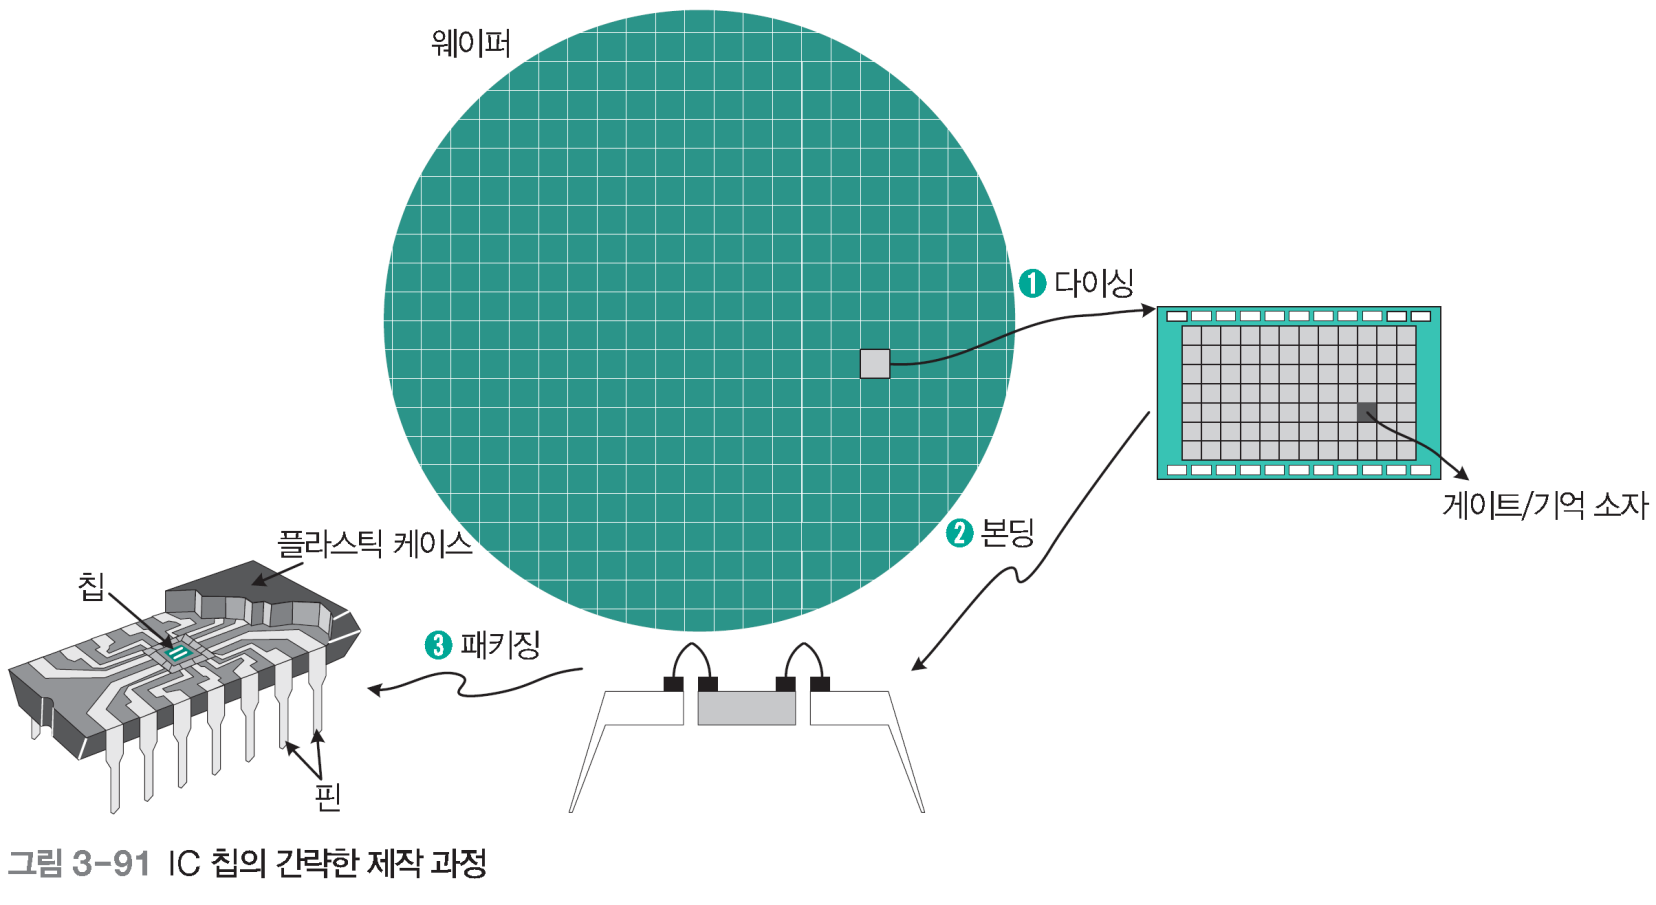 웨이퍼
❶ 다이싱
게이트/기억 소자
❷ 본딩
플라스틱 케이스
칩
❸ 패키징
핀
그림 3-91 IC 칩의 간략한 제작 과정